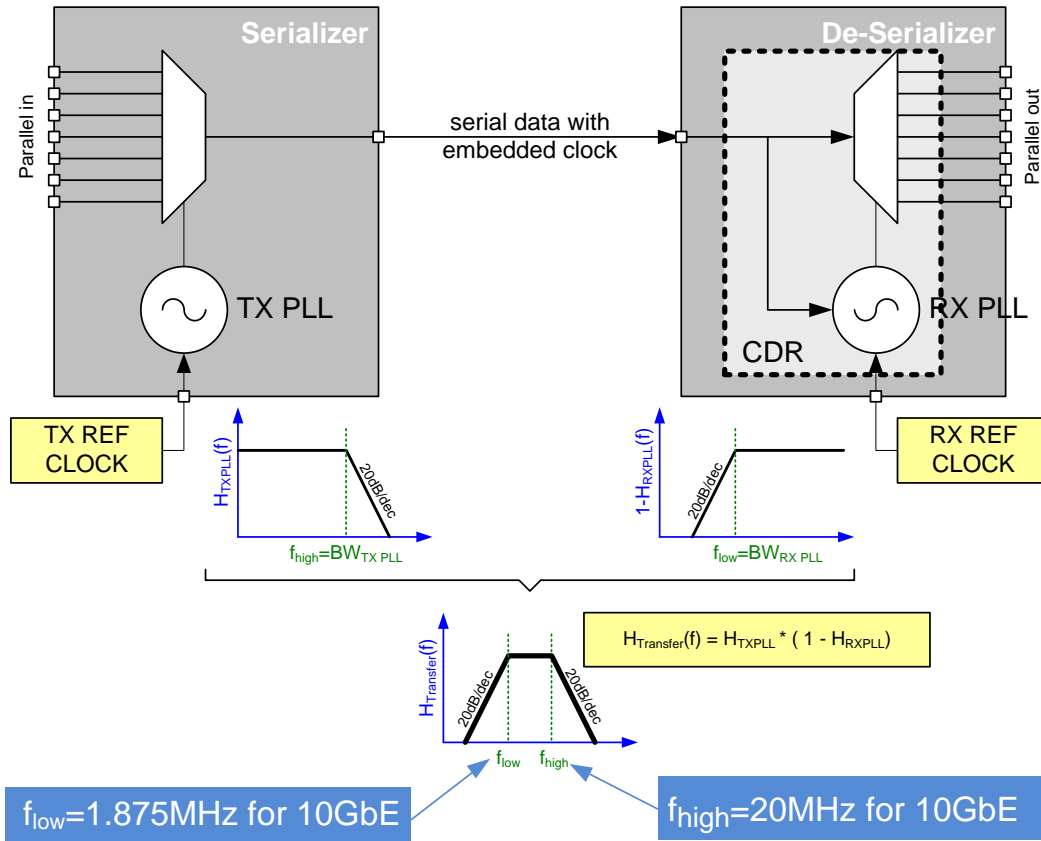 Serializer
De-Serializer
Parallel in
serial data with
embedded clock
Parallel out
TX PLL
RX PLL
CDR
TX REF
CLOCK
RX REF
CLOCK
H_TXPLL(f)
20dB/dec
f_high=BW_TX PLL
1-H_RXPLL(f)
20dB/dec
f_low=BW_RX PLL
H_Transfer(f) = H_TXPLL * ( 1 - H_RXPLL)
H_Transfer(f)
20dB/dec
20dB/dec
f_low
f_high
f_low=1.875MHz for 10GbE
f_high=20MHz for 10GbE